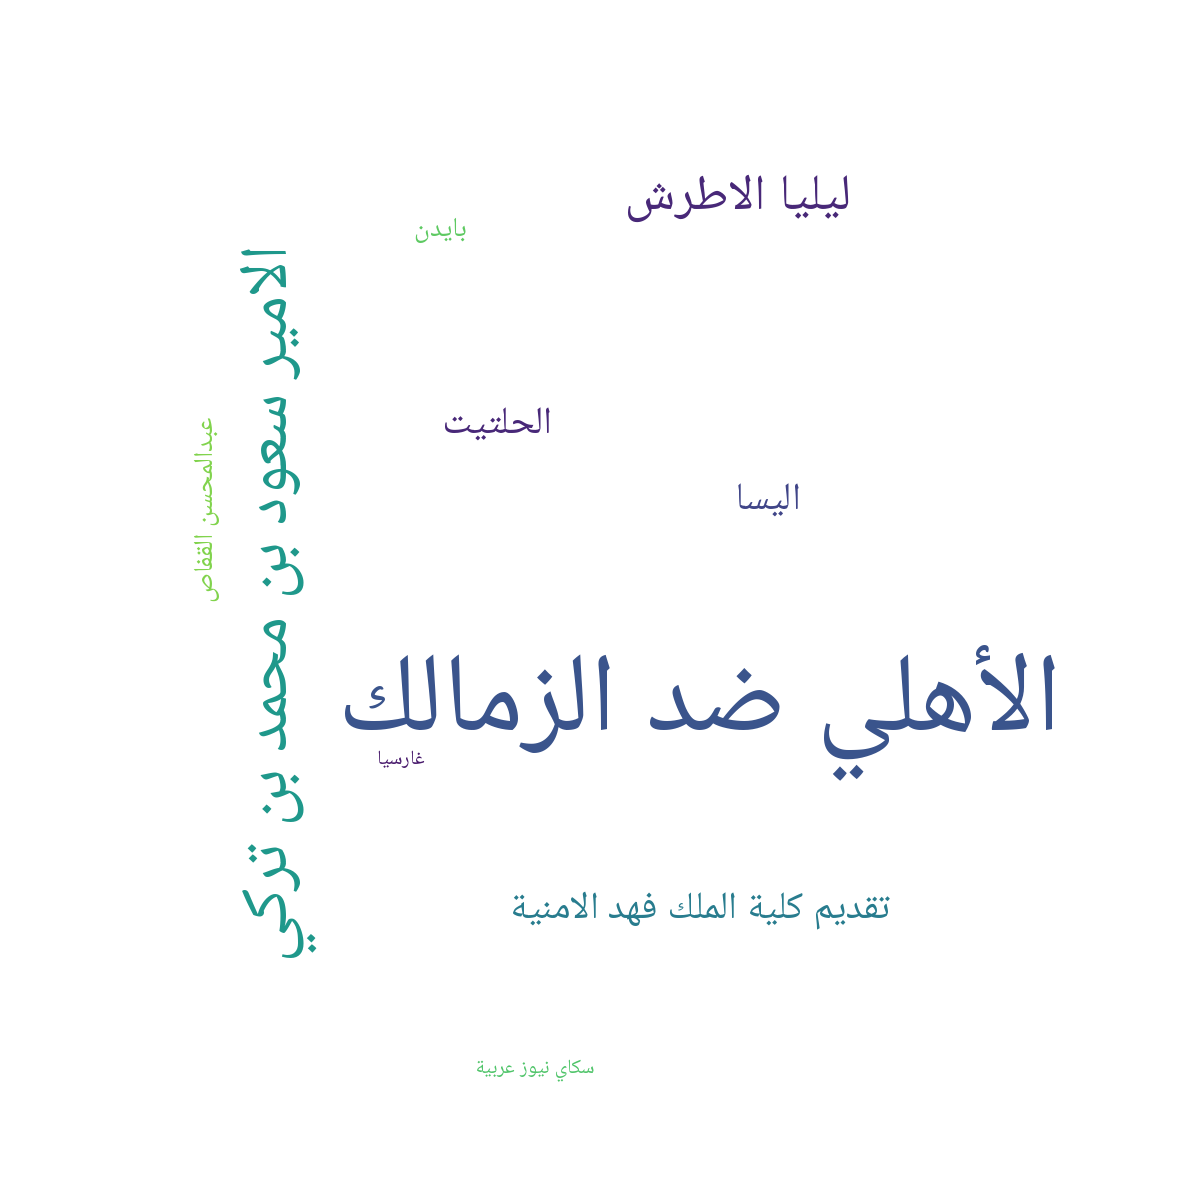 ليليا الاطرش
بايدن
الامير سعود بن محمد بن تركي
الحلتيت
عبدالمحسن القفاص
اليسا
الأهلي ضد الزمالك
غارسيا
تقديم كلية الملك فهد الامنية
سكاي نيوز عربية